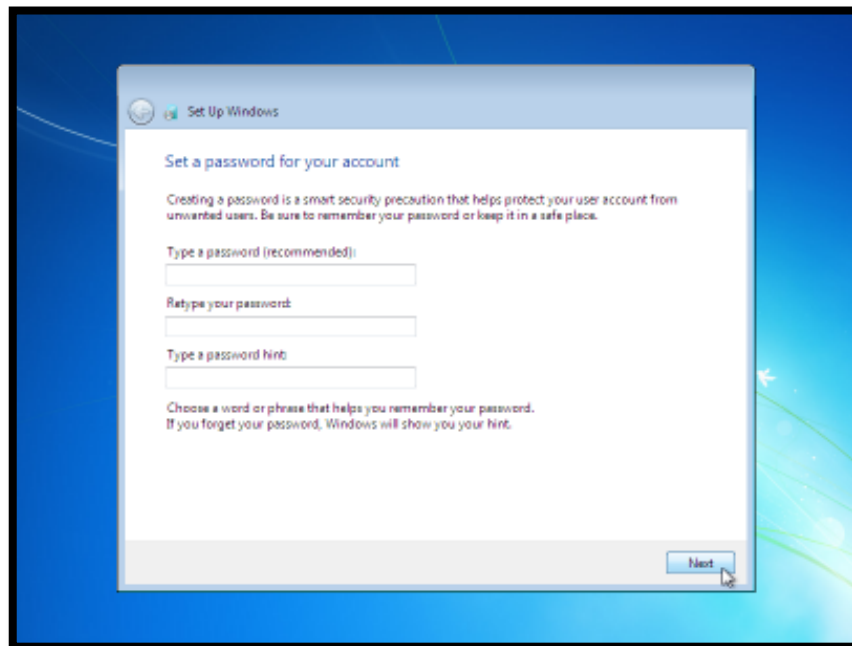 Set Up Windows
Set a password for your account
Creating a password is a smart security precaution that helps protect your user account from
unwanted users. Be sure to remember your password or keep it in a safe place.
Type a password (recommended):
Retype your password:
Type a password hint:
Choose a word or phrase that helps you remember your password.
If you forget your password, Windows will show you your hint.
Next